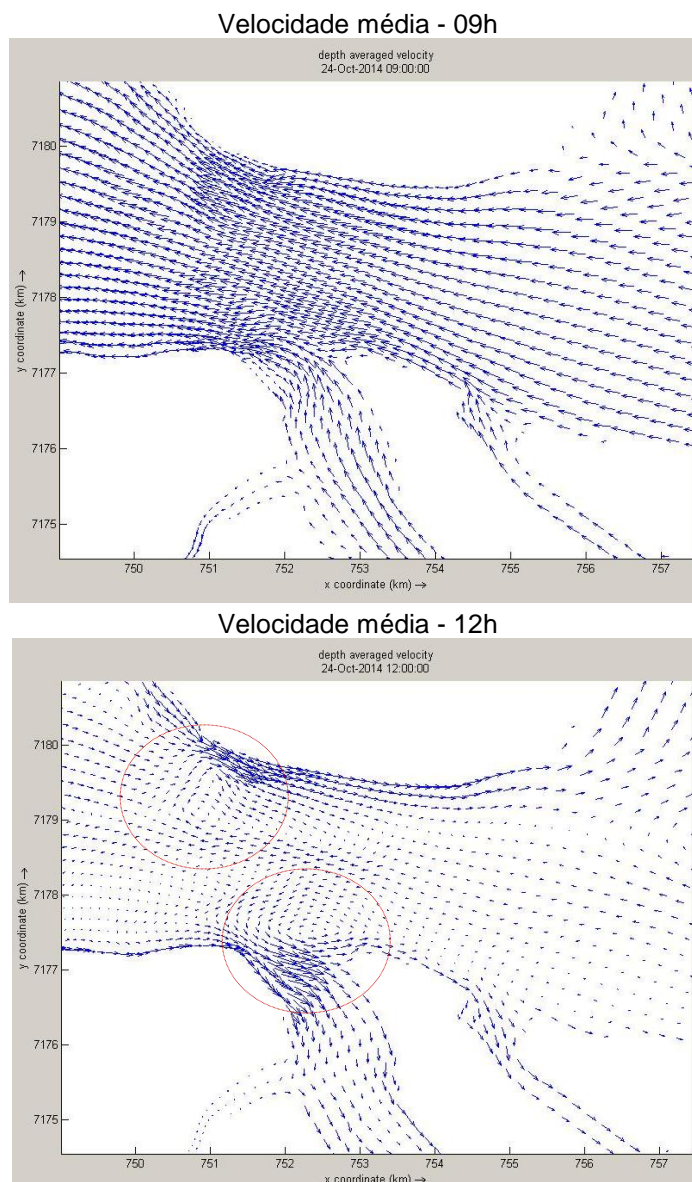 Velocidade média - 09h
depth averaged velocity
24-Oct-2014 09:00:00
7180
7179
7178
7177
7176
7175
y coordinate (km) →
750 751 752 753 754 755 756 757
x coordinate (km) →
Velocidade média - 12h
depth averaged velocity
24-Oct-2014 12:00:00
7180
7179
7178
7177
7176
7175
y coordinate (km) →
750 751 752 753 754 755 756 757
x coordinate (km) →